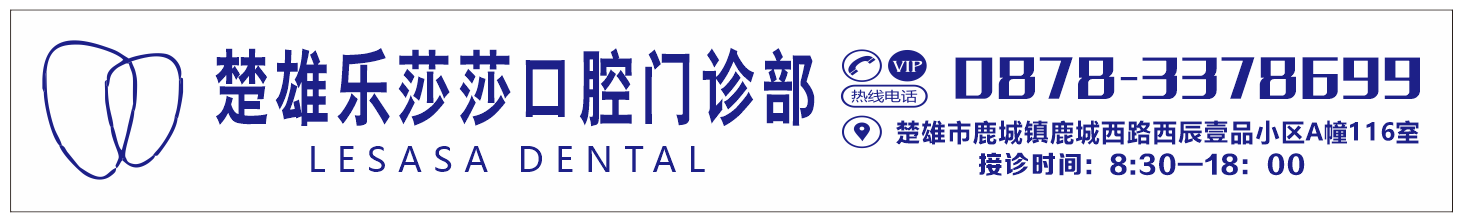 楚雄乐莎莎口腔门诊部
LESASA DENTAL
VIP
热线电话
0878-3378699
楚雄市鹿城镇鹿城西路西辰壹品小区A幢116室
接诊时间：8:30—18：00